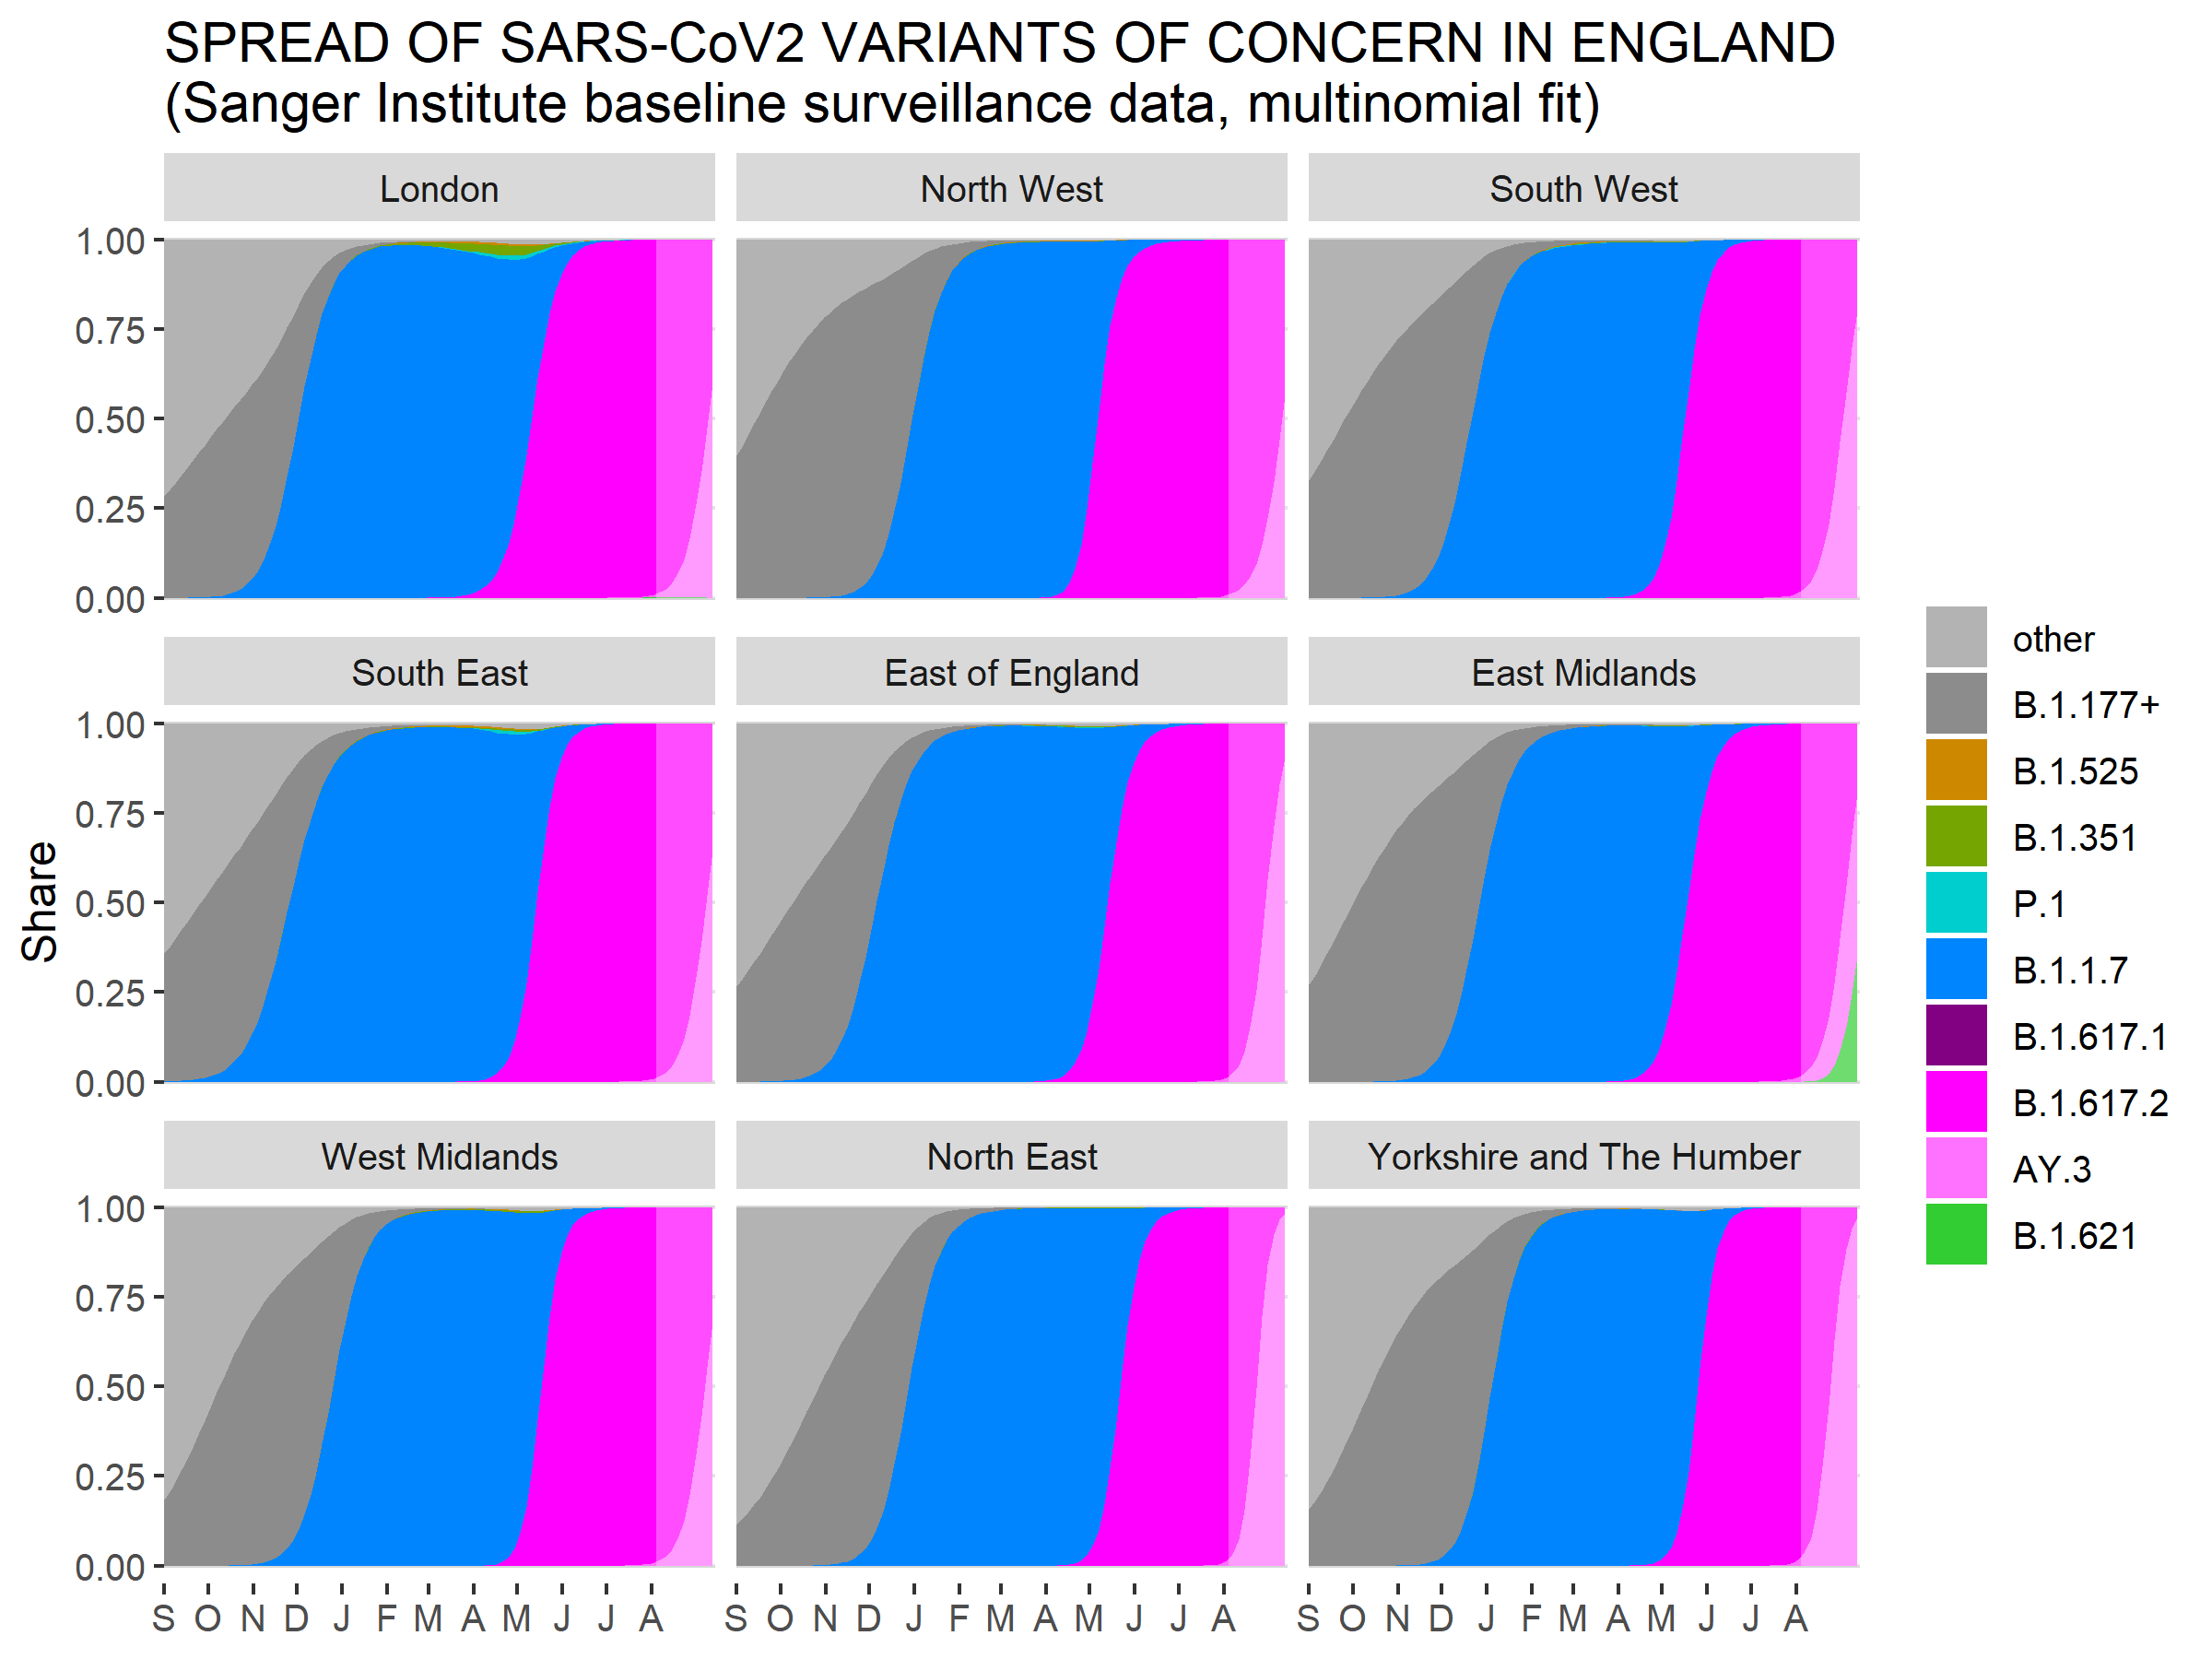 SPREAD OF SARS-CoV2 VARIANTS OF CONCERN IN ENGLAND
(Sanger Institute baseline surveillance data, multinomial fit)
London North West South West
1.00
0.75
0.50
0.25
0.00
South East East of England East Midlands
1.00
0.75
0.50
0.25
0.00
West Midlands North East Yorkshire and The Humber
1.00
0.75
0.50
0.25
0.00
S O N D J F M A M J J A S O N D J F M A M J J A S O N D J F M A M J J A
Share
other
B.1.177+
B.1.525
B.1.351
P.1
B.1.1.7
B.1.617.1
B.1.617.2
AY.3
B.1.621